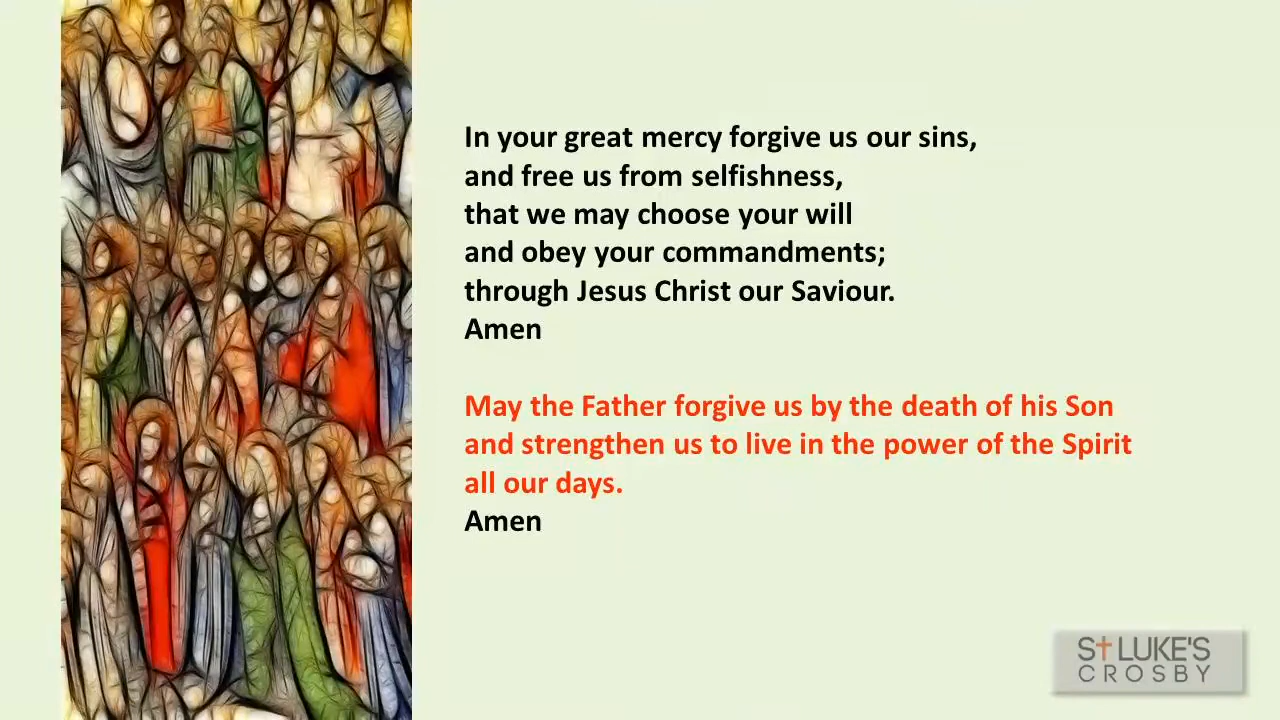 In your great mercy forgive us our sins,
and free us from selfishness,
that we may choose your will
and obey your commandments;
through Jesus Christ our Saviour.
Amen
May the Father forgive us by the death of his Son
and strengthen us to live in the power of the Spirit
all our days.
Amen
ST LUKE'S
CROSBY